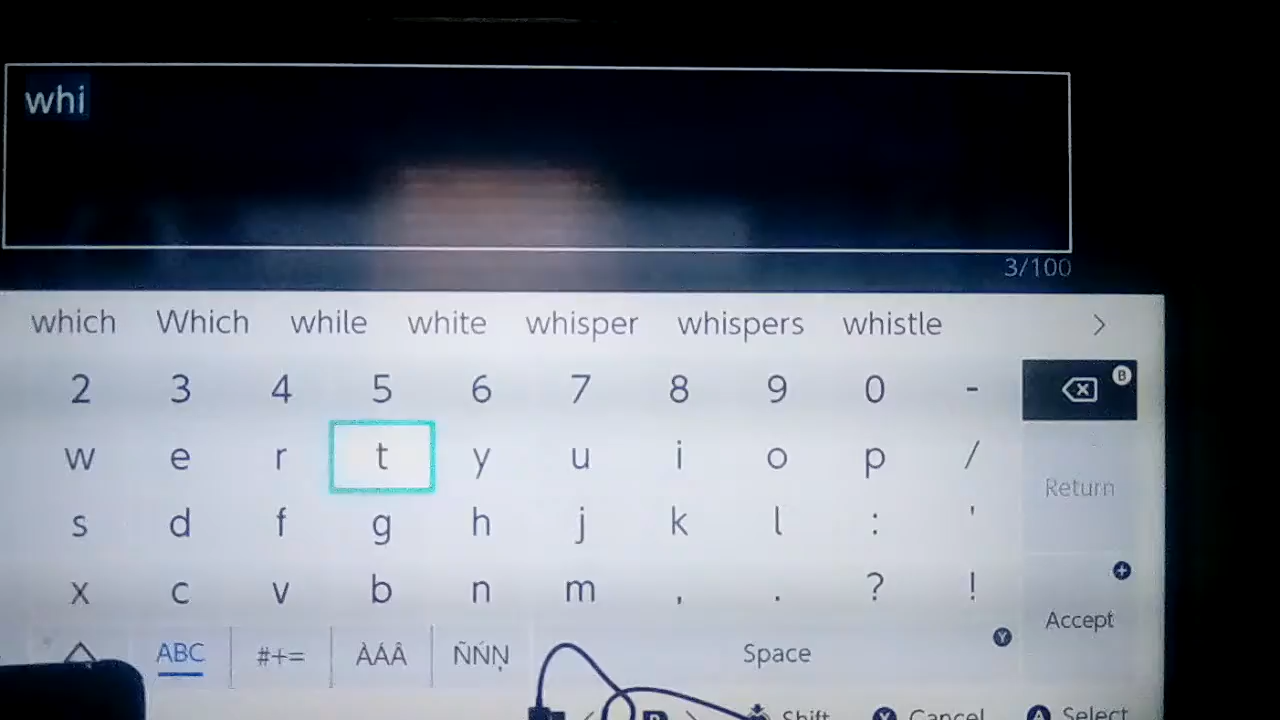 whi
3/100
which Which while white whisper whispers whistle >
2 3 4 5 6 7 8 9 0 - B
w e r t y u i o p /
Return
s d f g h j k l : '
x c v b n m , . ? ! +
Accept
ABC #+= ÀÁÂ ÑŃŅ Space Y
R Shift Y Cancel A Select